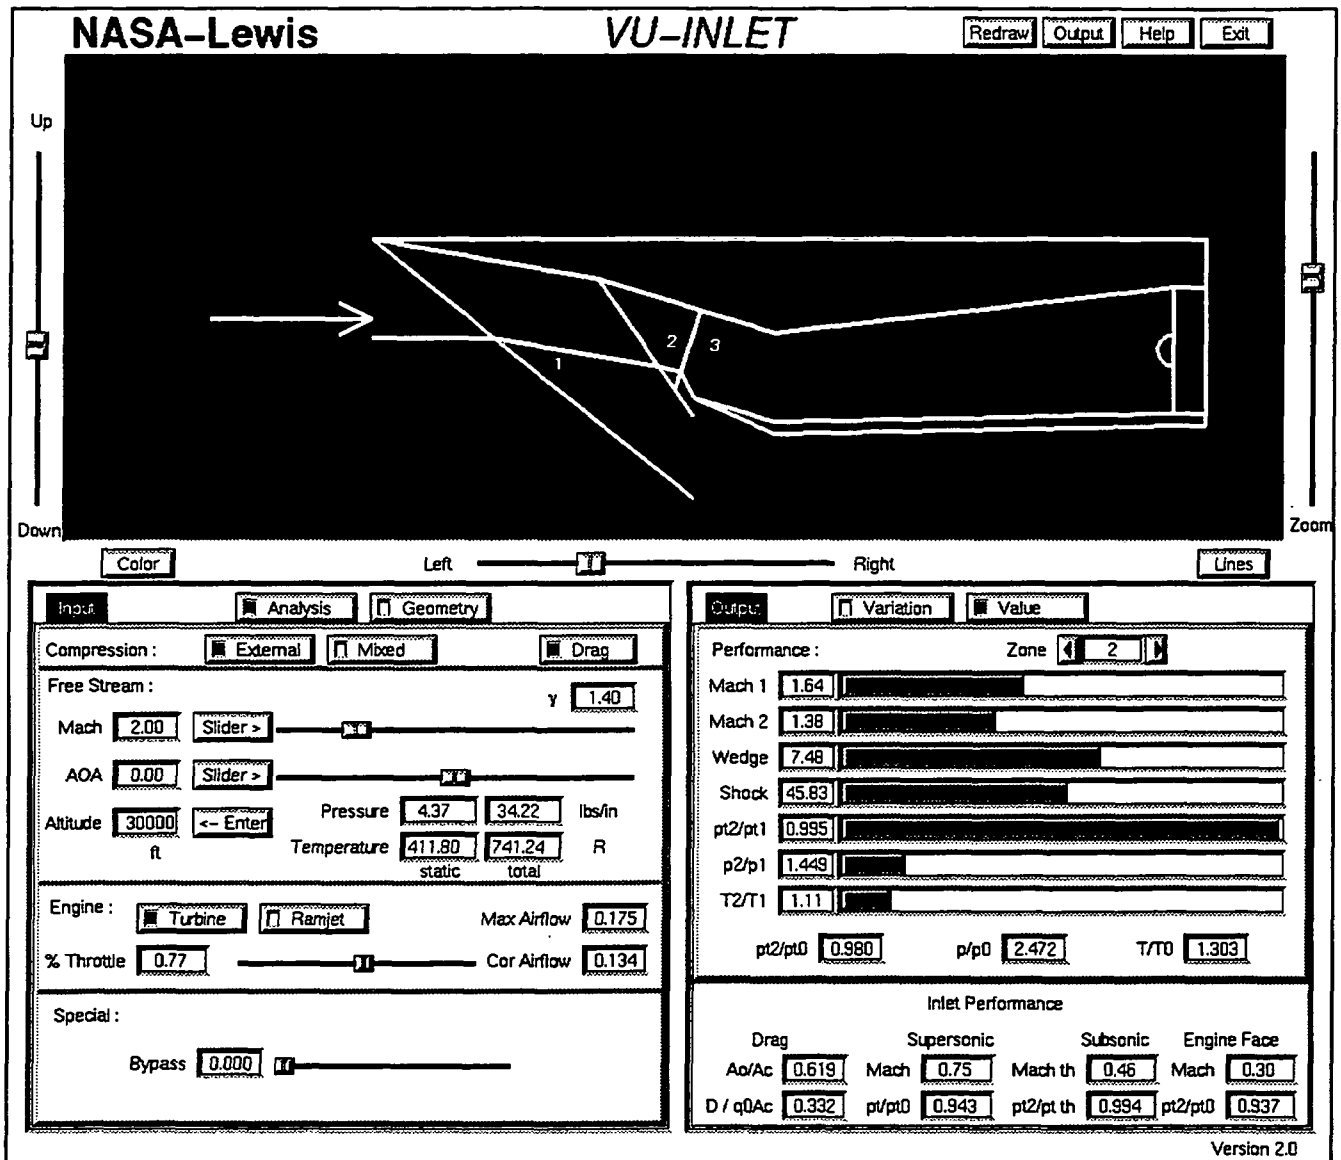 NASA-Lewis VU-INLET Redraw Output Help Exit
Up
2 3
1
Down Zoom
Color Left Right Lines
Input Analysis Geometry
Compression : External Mixed Drag
Free Stream : γ 1.40
Mach 2.00 Slider >
AOA 0.00 Slider >
Altitude 30000 <- Enter Pressure 4.37 34.22 lbs/in
ft Temperature 411.80 741.24 R
static total
Engine : Turbine Ramjet Max Airflow 0.175
% Throttle 0.77 Cor Airflow 0.134
Special :
Bypass 0.000
Output Variation Value
Performance : Zone 2
Mach 1 1.64
Mach 2 1.38
Wedge 7.48
Shock 45.83
pt2/pt1 0.995
p2/p1 1.449
T2/T1 1.11
pt2/pt0 0.980 p/p0 2.472 T/T0 1.303
Inlet Performance
Drag Supersonic Subsonic Engine Face
Ao/Ac 0.619 Mach 0.75 Mach th 0.46 Mach 0.30
D / q0Ac 0.332 pt/pt0 0.943 pt2/pt th 0.994 pt2/pt0 0.937
Version 2.0